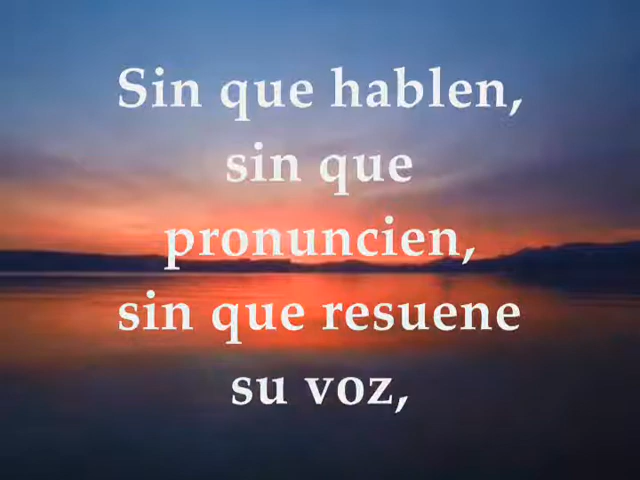 Sin que hablen,
sin que
pronuncien,
sin que resuene
su voz,